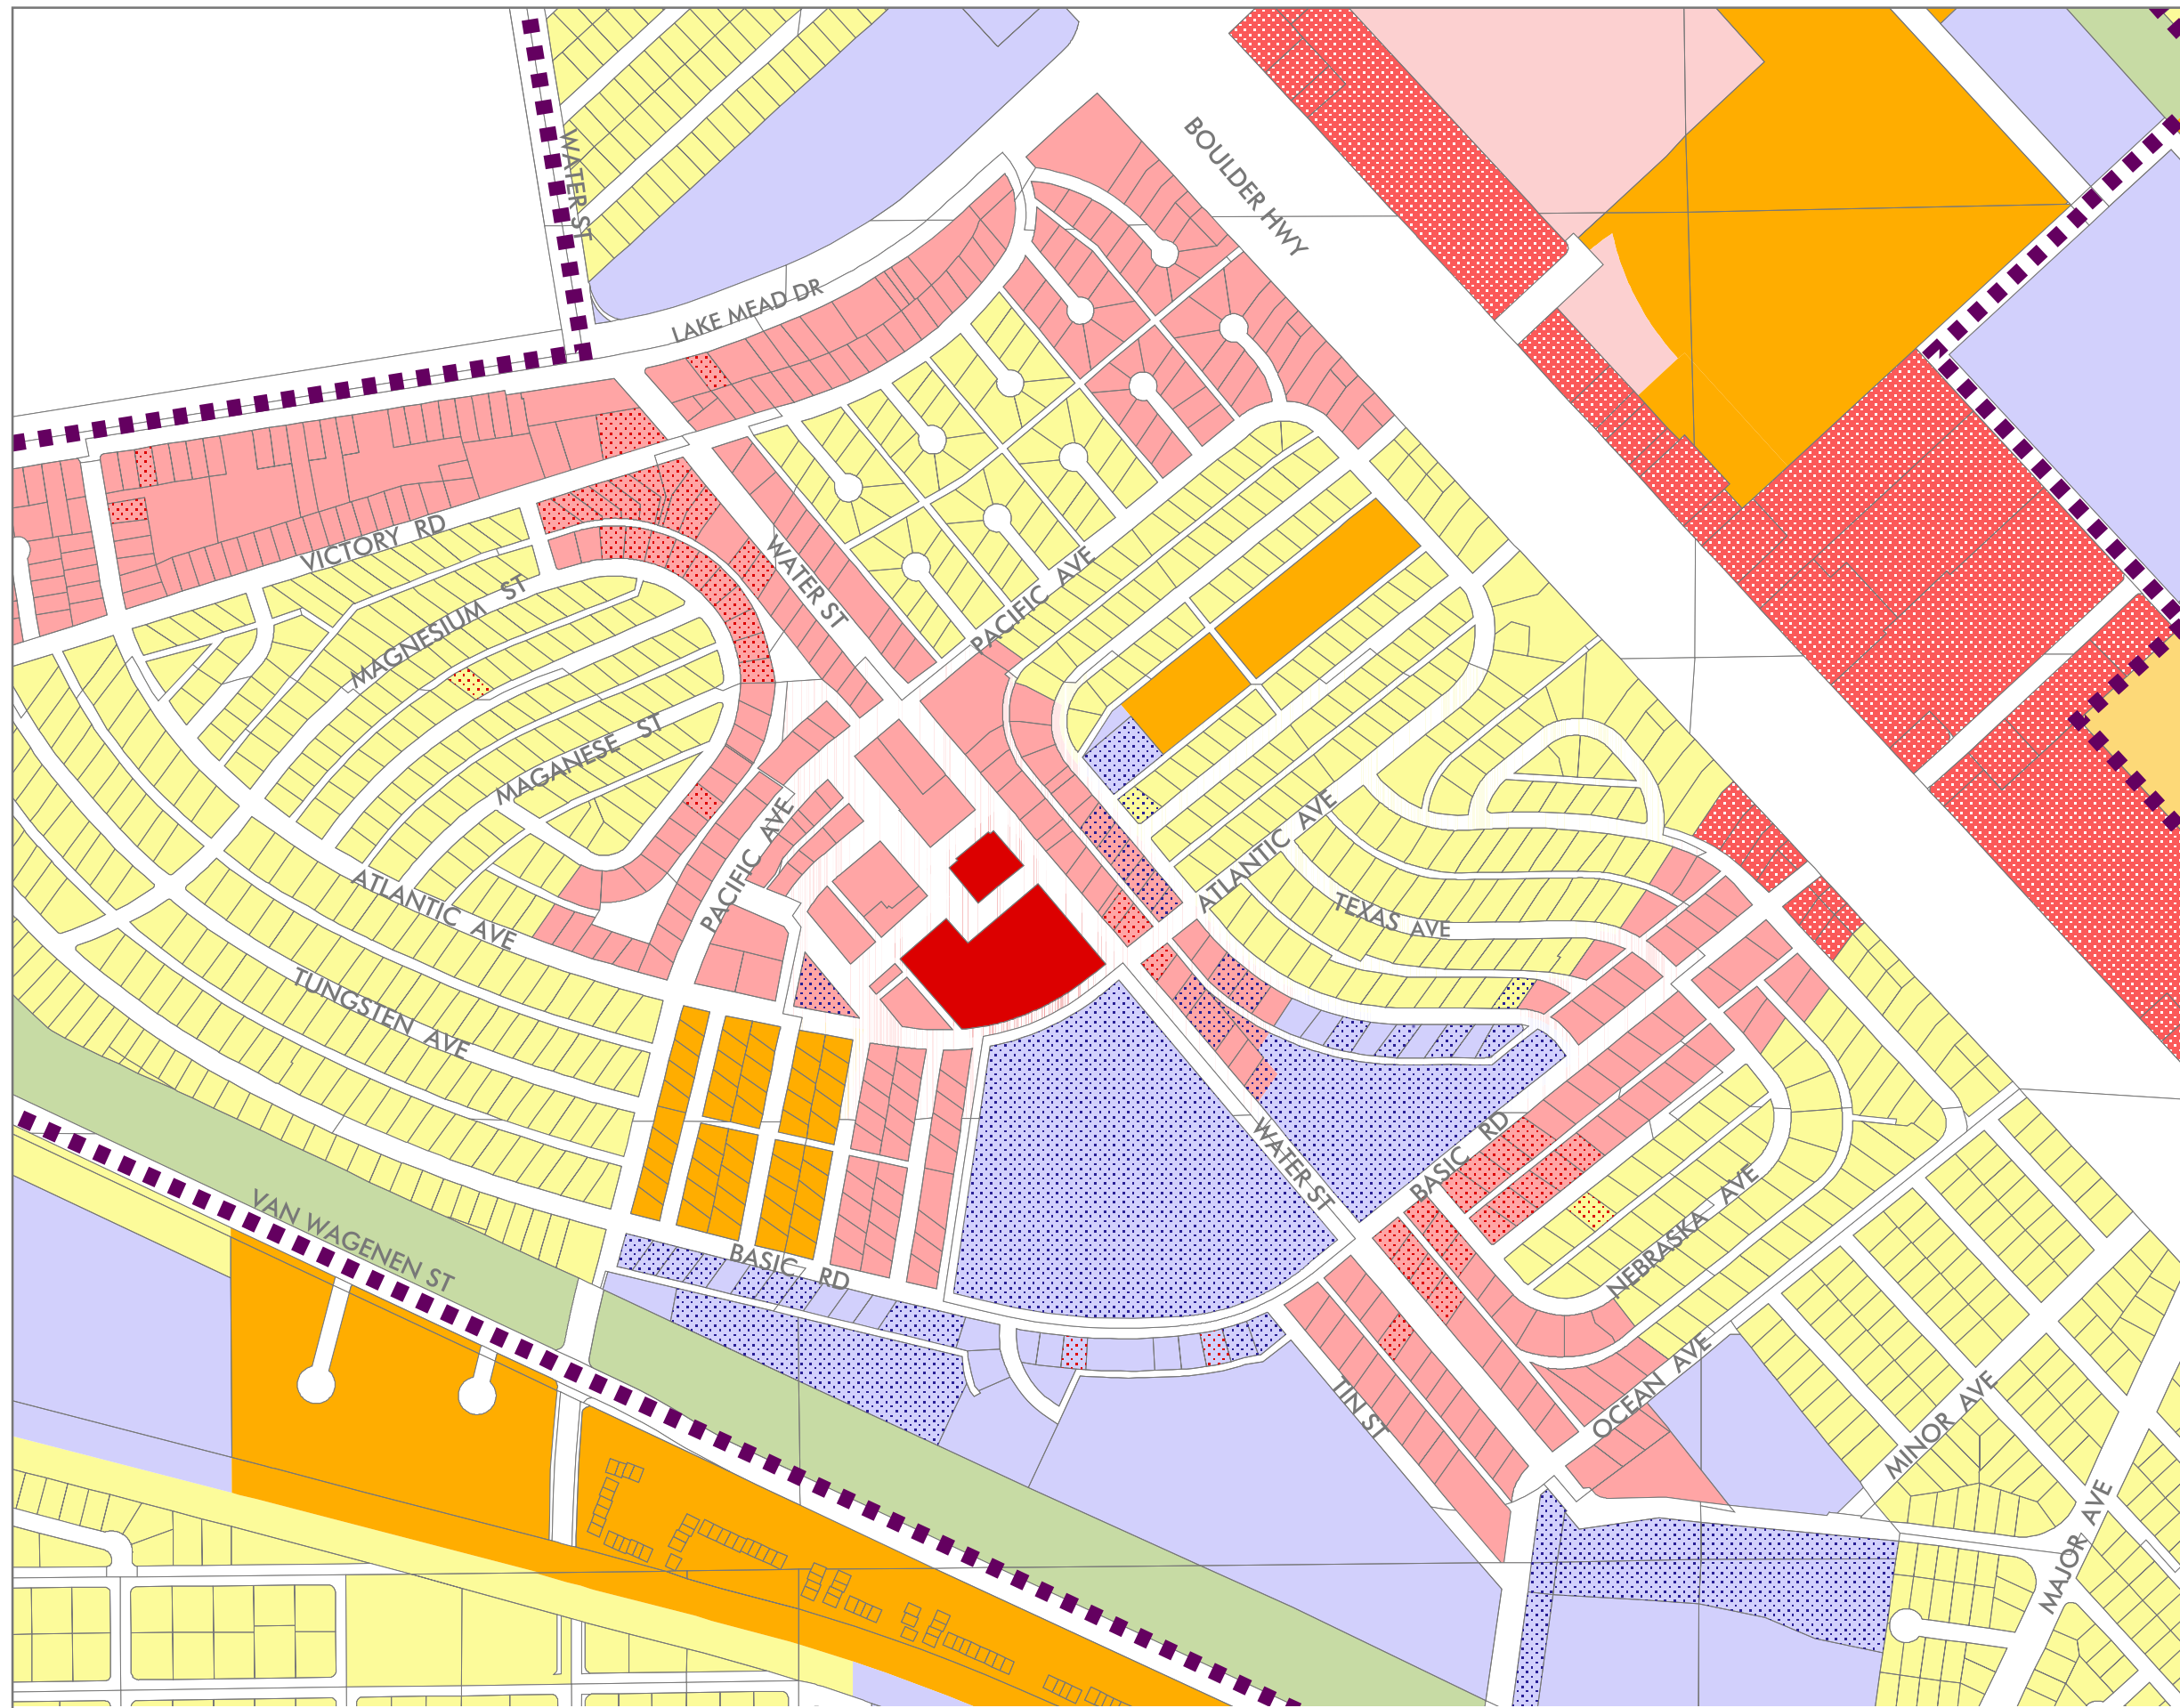 WATER ST
BOULDER HWY
LAKE MEAD DR
VICTORY RD
MAGNESIUM ST
WATER ST
PACIFIC AVE
MAGANESE ST
PACIFIC AVE
ATLANTIC AVE
ATLANTIC AVE
TEXAS AVE
TUNGSTEN AVE
VAN WAGENEN ST
BASIC RD
WATER ST
BASIC RD
NEBRASKA AVE
TIN ST
OCEAN AVE
MINOR AVE
MAJOR AVE